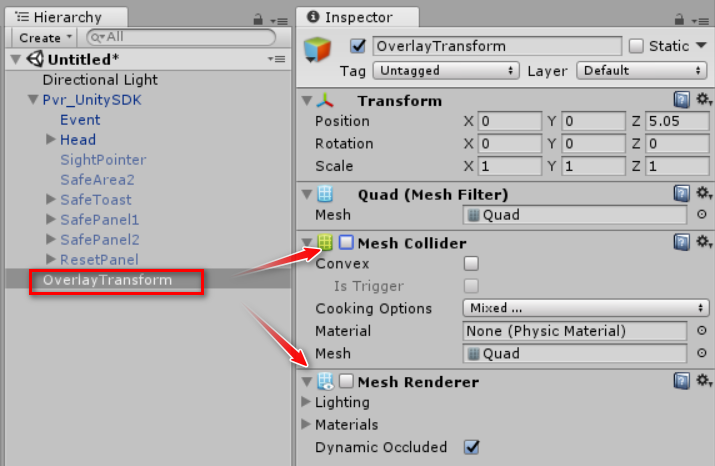 Hierarchy
Create
All
Untitled*
Directional Light
Pvr_UnitySDK
Event
Head
SightPointer
SafeArea2
SafeToast
SafePanel1
SafePanel2
ResetPanel
OverlayTransform
Inspector
OverlayTransform Static
Tag Untagged Layer Default
Transform
Position X 0 Y 0 Z 5.05
Rotation X 0 Y 0 Z 0
Scale X 1 Y 1 Z 1
Quad (Mesh Filter)
Mesh Quad
Mesh Collider
Convex
Is Trigger
Cooking Options Mixed ...
Material None (Physic Material)
Mesh Quad
Mesh Renderer
Lighting
Materials
Dynamic Occluded